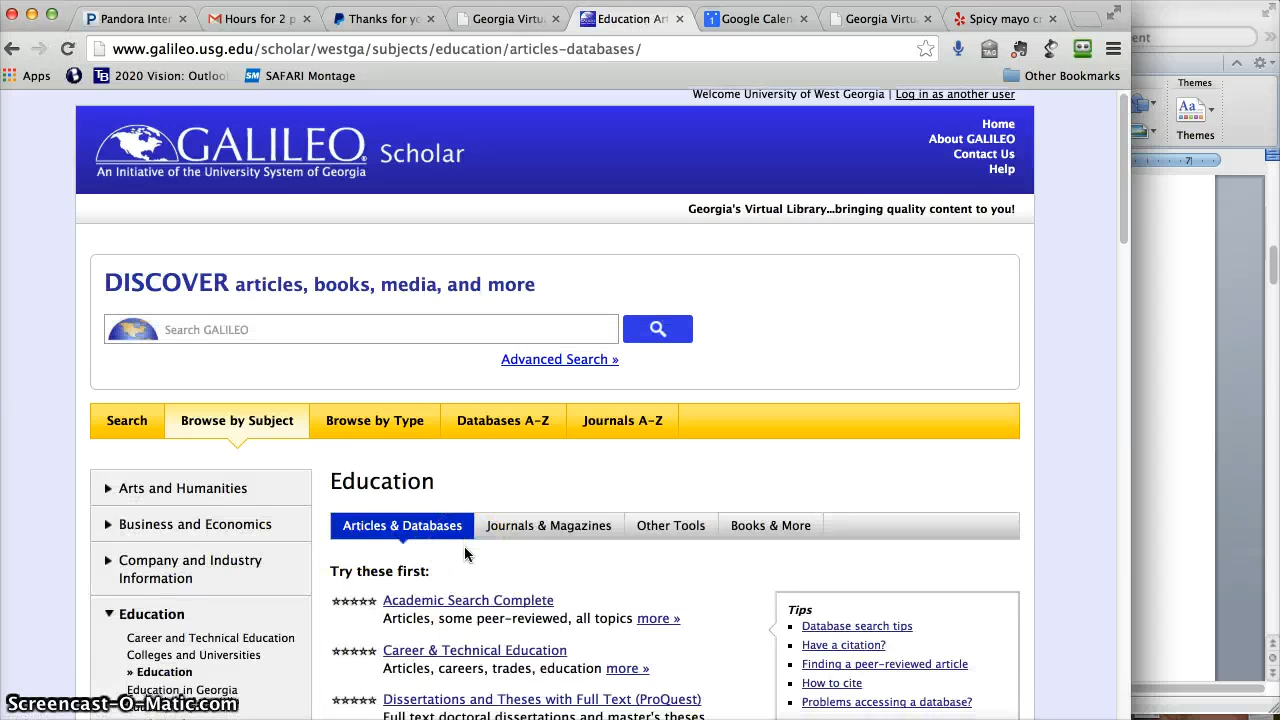 Pandora Inter
Hours for 2 p
Thanks for yo
Georgia Virtu
Education Art
Google Calen
Georgia Virtu
Spicy mayo cr
www.galileo.usg.edu/scholar/westga/subjects/education/articles-databases/
Apps
2020 Vision: Outloo
SAFARI Montage
Other Bookmarks
Themes
Themes
Welcome University of West Georgia | Log in as another user
GALILEO Scholar
An Initiative of the University System of Georgia
Home
About GALILEO
Contact Us
Help
Georgia's Virtual Library...bringing quality content to you!
DISCOVER articles, books, media, and more
Search GALILEO
Advanced Search »
Search
Browse by Subject
Browse by Type
Databases A-Z
Journals A-Z
Arts and Humanities
Business and Economics
Company and Industry
Information
Education
Career and Technical Education
Colleges and Universities
» Education
Education in Georgia
Education
Articles & Databases
Journals & Magazines
Other Tools
Books & More
Try these first:
Academic Search Complete
Articles, some peer-reviewed, all topics more »
Career & Technical Education
Articles, careers, trades, education more »
Dissertations and Theses with Full Text (ProQuest)
Full text doctoral dissertations and master's theses
Tips
Database search tips
Have a citation?
Finding a peer-reviewed article
How to cite
Problems accessing a database?
Screencast-O-Matic.com